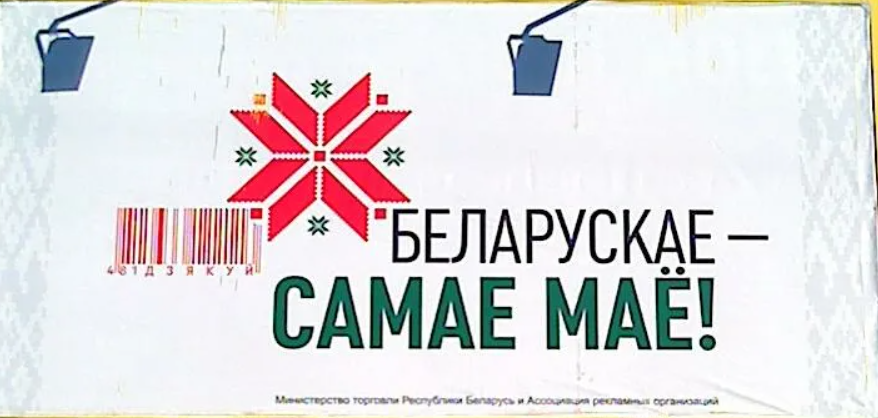 БЕЛАРУСКАЕ –
481ДЗЯКУЙ
САМАЕ МАЁ!
Министерство торговли Республики Беларусь и Ассоциация рекламных организаций